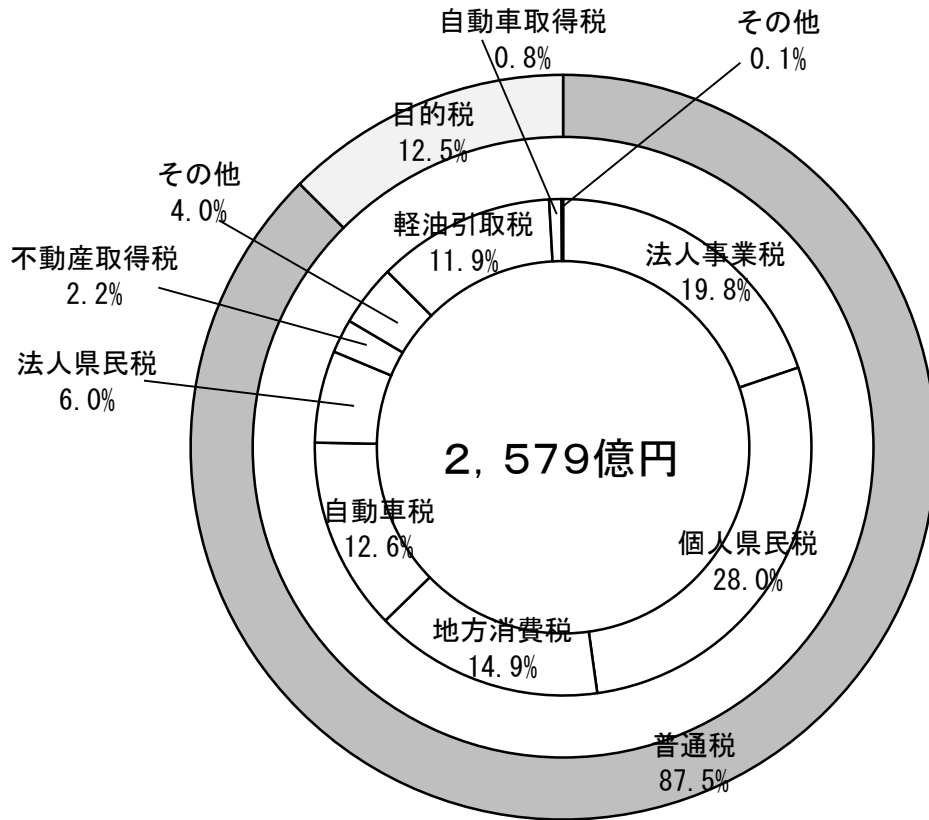 自動車取得税
0.8%
その他
0.1%
目的税
12.5%
その他
4.0%
軽油引取税
11.9%
法人事業税
19.8%
不動産取得税
2.2%
法人県民税
6.0%
2,579億円
自動車税
12.6%
個人県民税
28.0%
地方消費税
14.9%
普通税
87.5%